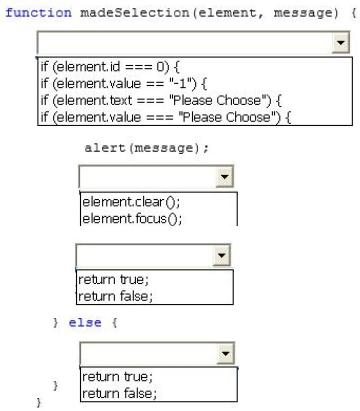 function madeSelection(element, message) {
if (element.id === 0) {
if (element.value == "-1") {
if (element.text === "Please Choose") {
if (element.value === "Please Choose") {
alert(message);
element.clear();
element.focus();
return true;
return false;
} else {
return true;
return false;
}
}